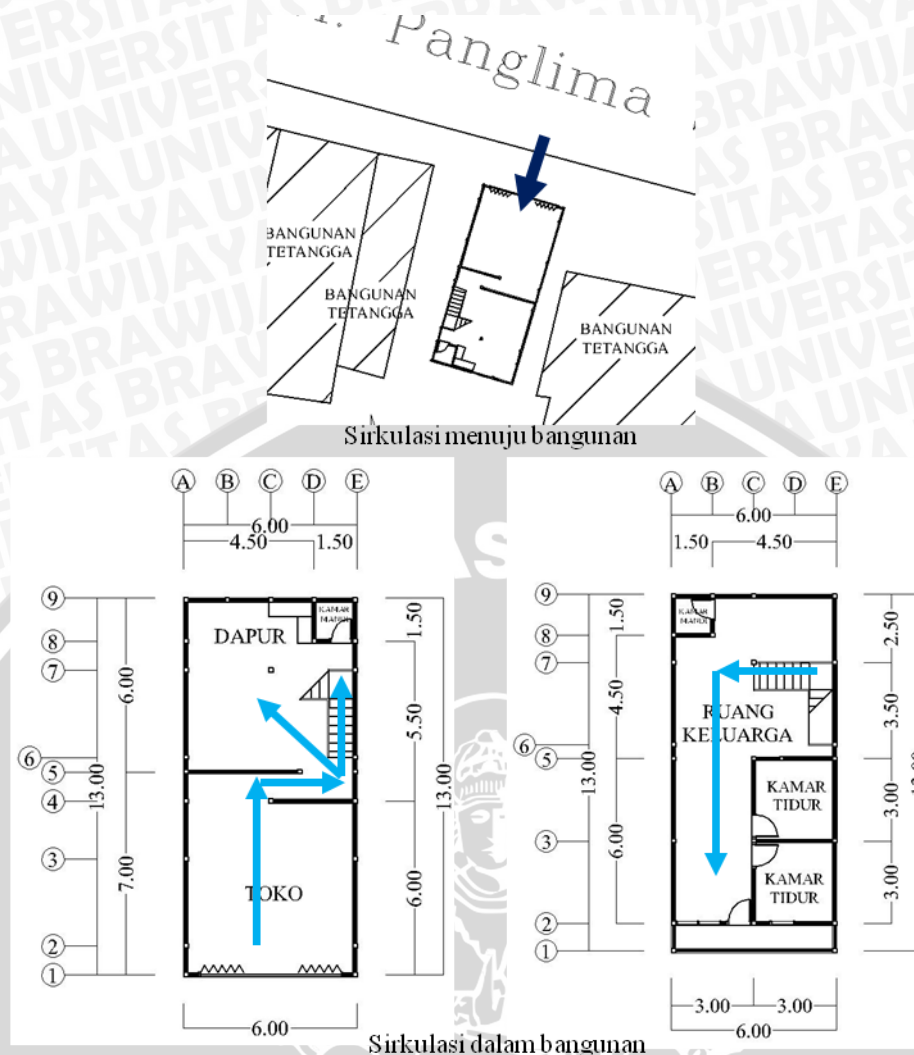 Panglima
BANGUNAN
TETANGGA
BANGUNAN
TETANGGA
BANGUNAN
TETANGGA
Sirkulasi menuju bangunan
A B C D E
6.00
4.50 1.50
9
8
7
6
5
4
3
2
1
13.00
6.00
7.00
DAPUR
KAMAR
MANDI
TOKO
1.50
5.50
6.00
13.00
6.00
A B C D E
6.00
1.50 4.50
9
8
7
6
5
3
2
1
13.00
1.50
4.50
6.00
KAMAR
MANDI
RUANG
KELUARGA
KAMAR
TIDUR
KAMAR
TIDUR
2.50
3.50
3.00
3.00
3.00 3.00
6.00
Sirkulasi dalam bangunan